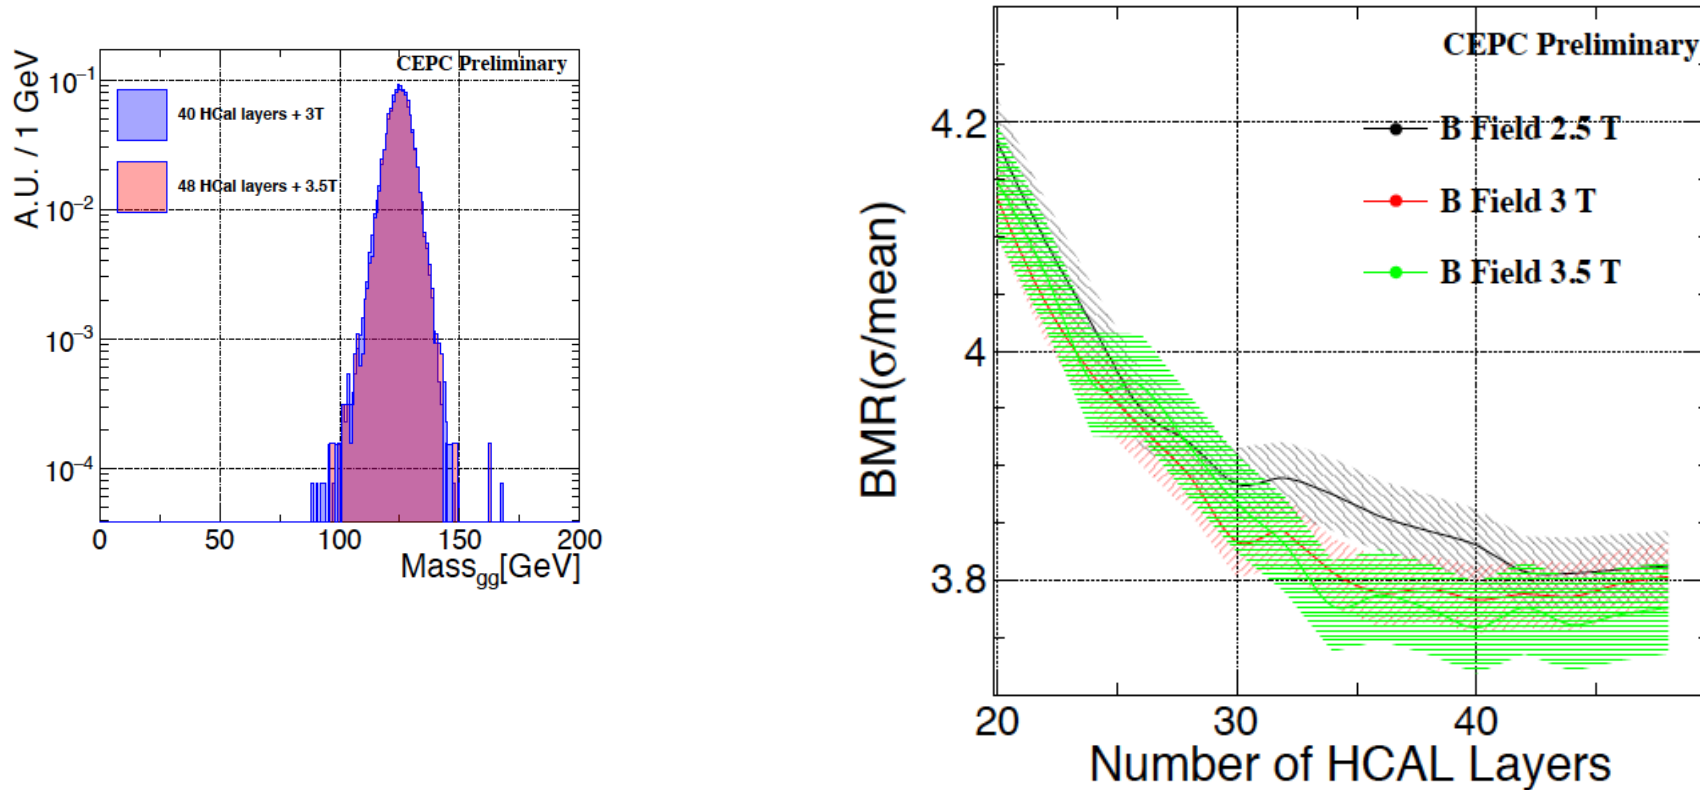 CEPC Preliminary
A.U. / 1 GeV
10⁻¹
10⁻²
10⁻³
10⁻⁴
40 HCal layers + 3T
48 HCal layers + 3.5T
0 50 100 150 200
Mass_gg[GeV]
CEPC Preliminary
B Field 2.5 T
B Field 3 T
B Field 3.5 T
BMR(σ/mean)
4.2
4
3.8
20 30 40
Number of HCAL Layers